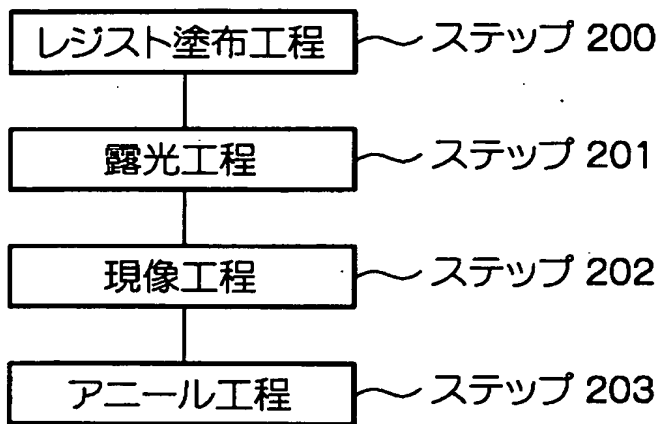 レジスト塗布工程 ステップ 200
露光工程 ステップ 201
現像工程 ステップ 202
アニール工程 ステップ 203